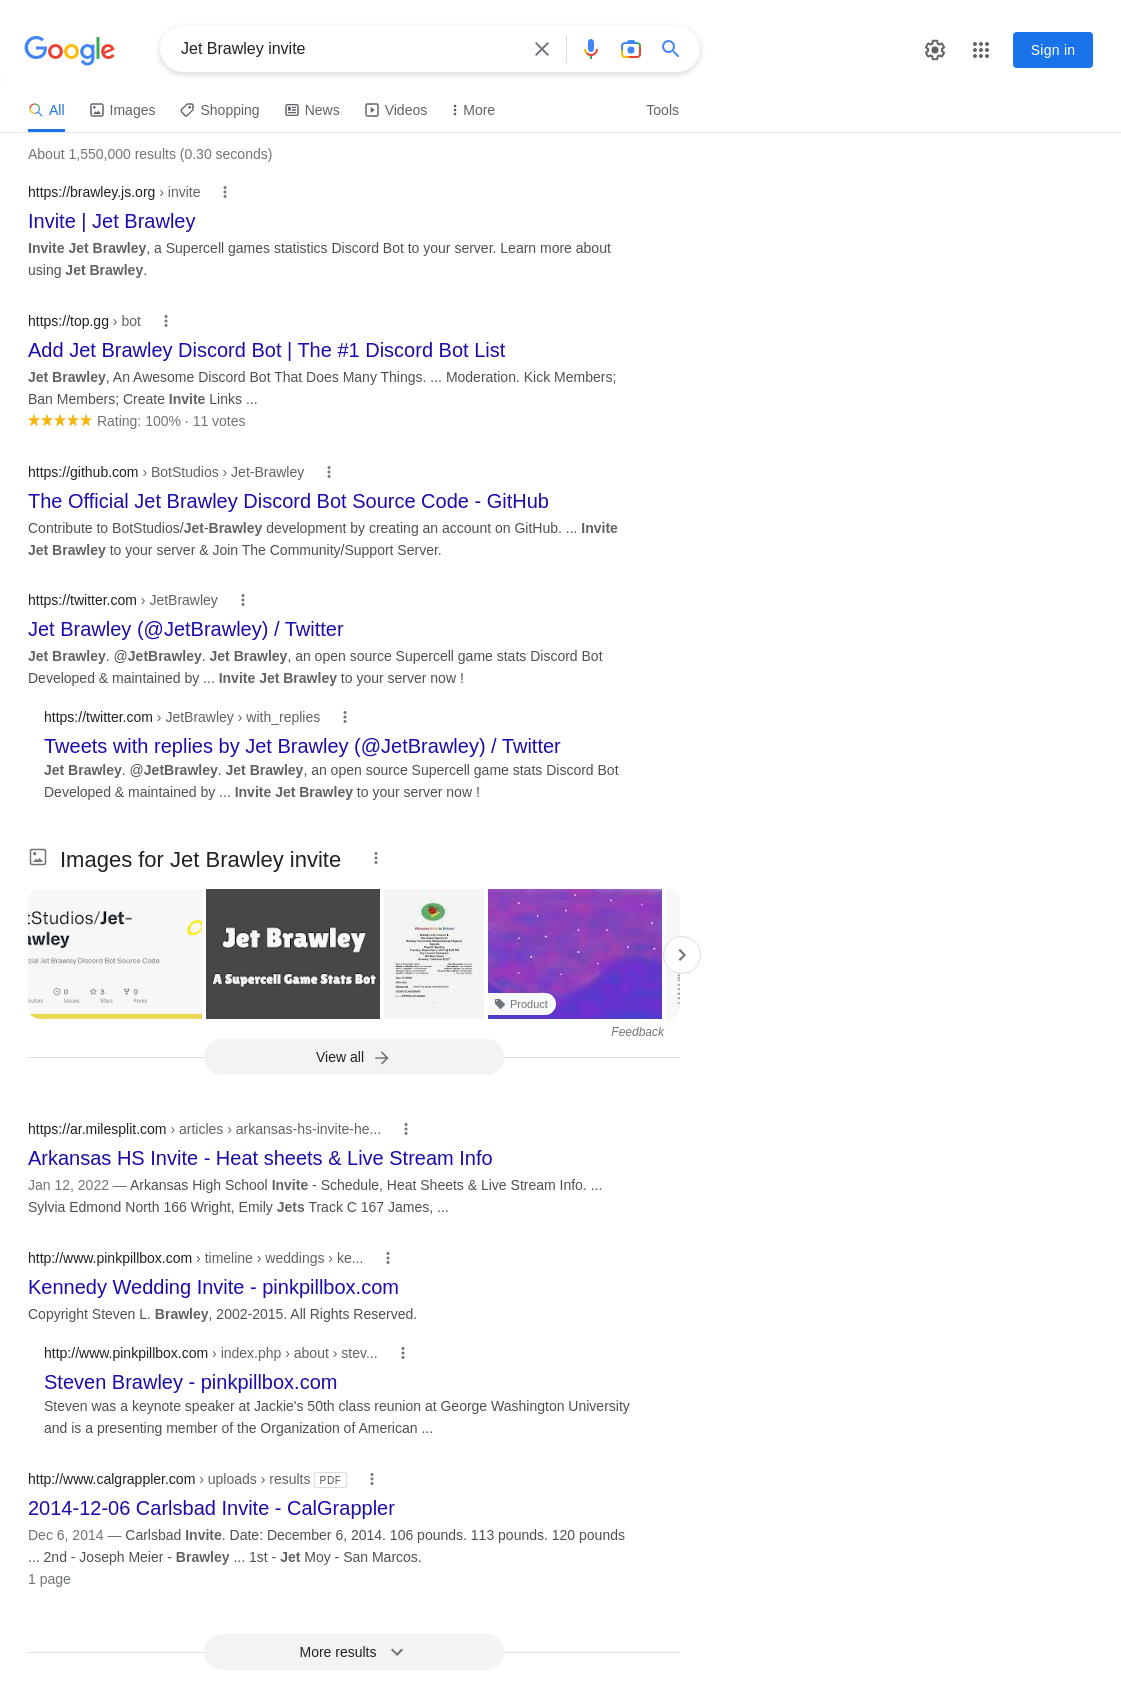 Google
Jet Brawley invite
Sign in
All
Images
Shopping
News
Videos
More
Tools
About 1,550,000 results (0.30 seconds)
https://brawley.js.org › invite
Invite | Jet Brawley
Invite Jet Brawley, a Supercell games statistics Discord Bot to your server. Learn more about
using Jet Brawley.
https://top.gg › bot
Add Jet Brawley Discord Bot | The #1 Discord Bot List
Jet Brawley, An Awesome Discord Bot That Does Many Things. ... Moderation. Kick Members;
Ban Members; Create Invite Links ...
Rating: 100% · 11 votes
https://github.com › BotStudios › Jet-Brawley
The Official Jet Brawley Discord Bot Source Code - GitHub
Contribute to BotStudios/Jet-Brawley development by creating an account on GitHub. ... Invite
Jet Brawley to your server & Join The Community/Support Server.
https://twitter.com › JetBrawley
Jet Brawley (@JetBrawley) / Twitter
Jet Brawley. @JetBrawley. Jet Brawley, an open source Supercell game stats Discord Bot
Developed & maintained by ... Invite Jet Brawley to your server now !
https://twitter.com › JetBrawley › with_replies
Tweets with replies by Jet Brawley (@JetBrawley) / Twitter
Jet Brawley. @JetBrawley. Jet Brawley, an open source Supercell game stats Discord Bot
Developed & maintained by ... Invite Jet Brawley to your server now !
Images for Jet Brawley invite
tStudios/Jet-
awley
cial Jet Brawley Discord Bot Source Code
0
3
0
Issues
Stars
Forks
Jet Brawley
A Supercell Game Stats Bot
Welcome Back to School
Product
Feedback
View all
https://ar.milesplit.com › articles › arkansas-hs-invite-he...
Arkansas HS Invite - Heat sheets & Live Stream Info
Jan 12, 2022 — Arkansas High School Invite - Schedule, Heat Sheets & Live Stream Info. ...
Sylvia Edmond North 166 Wright, Emily Jets Track C 167 James, ...
http://www.pinkpillbox.com › timeline › weddings › ke...
Kennedy Wedding Invite - pinkpillbox.com
Copyright Steven L. Brawley, 2002-2015. All Rights Reserved.
http://www.pinkpillbox.com › index.php › about › stev...
Steven Brawley - pinkpillbox.com
Steven was a keynote speaker at Jackie's 50th class reunion at George Washington University
and is a presenting member of the Organization of American ...
http://www.calgrappler.com › uploads › results PDF
2014-12-06 Carlsbad Invite - CalGrappler
Dec 6, 2014 — Carlsbad Invite. Date: December 6, 2014. 106 pounds. 113 pounds. 120 pounds
... 2nd - Joseph Meier - Brawley ... 1st - Jet Moy - San Marcos.
1 page
More results